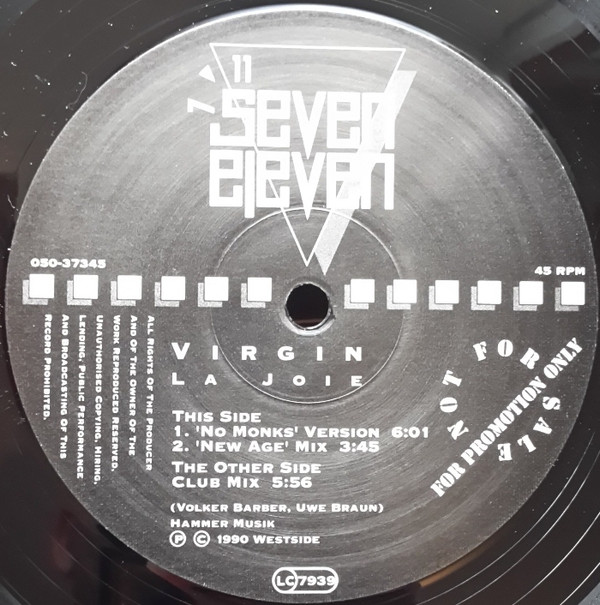 7 11
seven
eleven
050-37345
45 RPM
All Rights Of The Producer
And Of The Owner Of The
Work Reproduced Reserved.
Unauthorised Copying, Hiring,
Lending, Public Performance
And Broadcasting Of This
Record Prohibited.
Virgin
La Joie
This Side
1. 'No Monks' Version 6:01
2. 'New Age' Mix 3:45
The Other Side
Club Mix 5:56
(Volker Barber, Uwe Braun)
Hammer Musik
Ⓟ © 1990 Westside
NOT FOR SALE
FOR PROMOTION ONLY
LC 7939